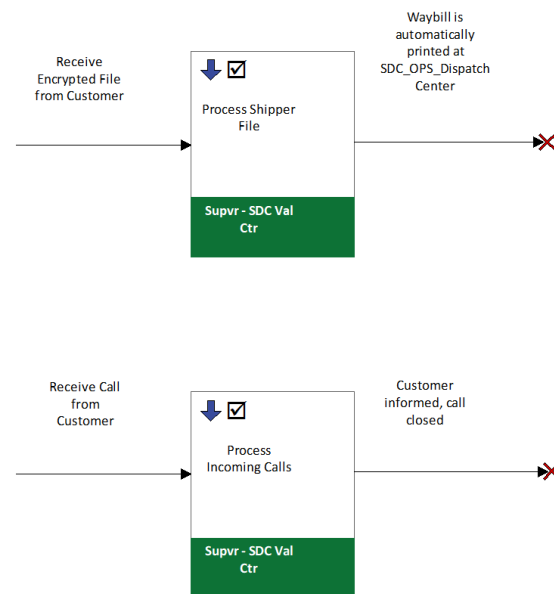 Receive
Encrypted File
from Customer
Process Shipper
File
Supvr - SDC Val
Ctr
Waybill is
automatically
printed at
SDC_OPS_Dispatch
Center
Receive Call
from
Customer
Process
Incoming Calls
Supvr - SDC Val
Ctr
Customer
informed, call
closed